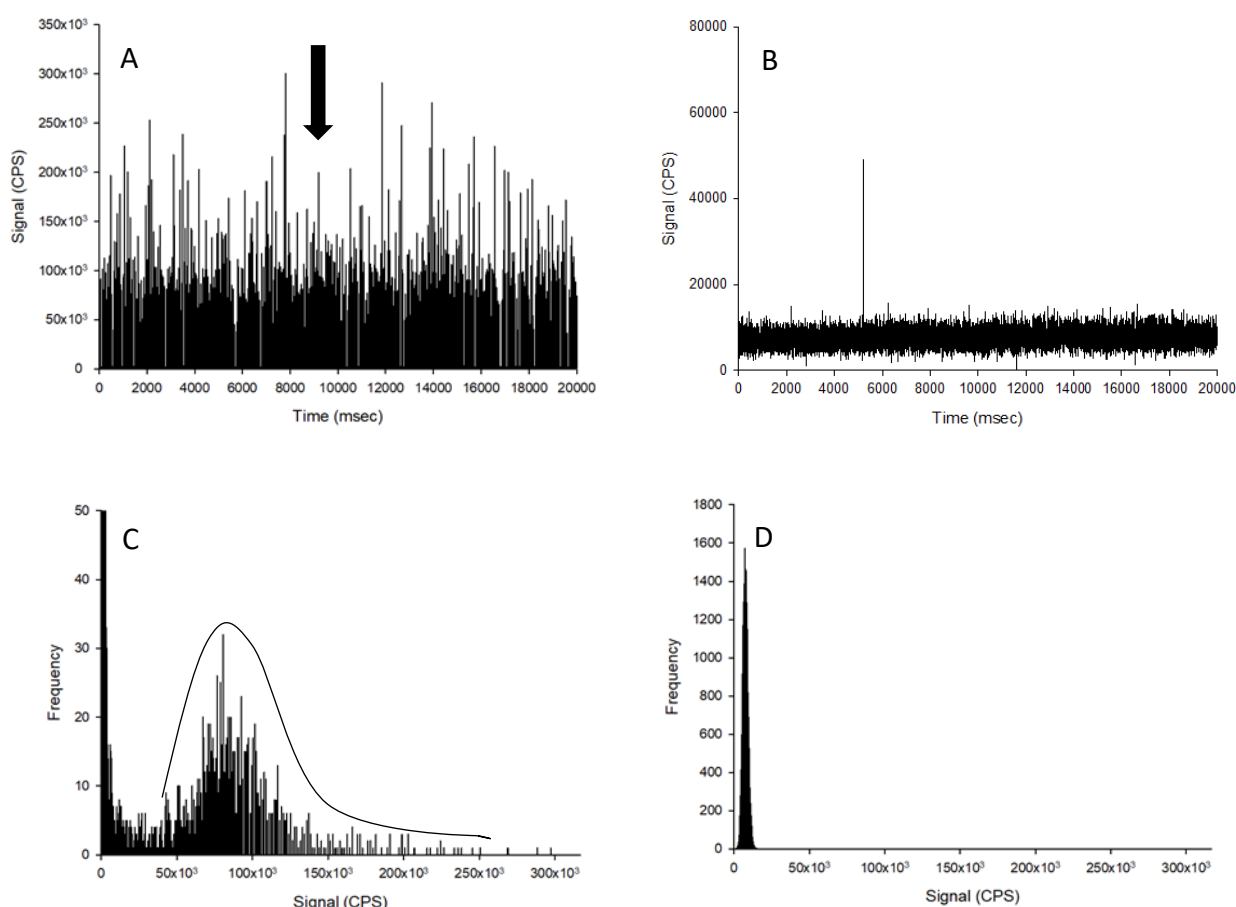 A
350x10³
300x10³
250x10³
200x10³
150x10³
100x10³
50x10³
0
Signal (CPS)
0 2000 4000 6000 8000 10000 12000 14000 16000 18000 20000
Time (msec)
B
80000
60000
40000
20000
0
Signal (CPS)
0 2000 4000 6000 8000 10000 12000 14000 16000 18000 20000
Time (msec)
C
50
40
30
20
10
0
Frequency
0 50x10³ 100x10³ 150x10³ 200x10³ 250x10³ 300x10³
Signal (CPS)
D
1800
1600
1400
1200
1000
800
600
400
200
0
Frequency
0 50x10³ 100x10³ 150x10³ 200x10³ 250x10³ 300x10³
Signal (CPS)